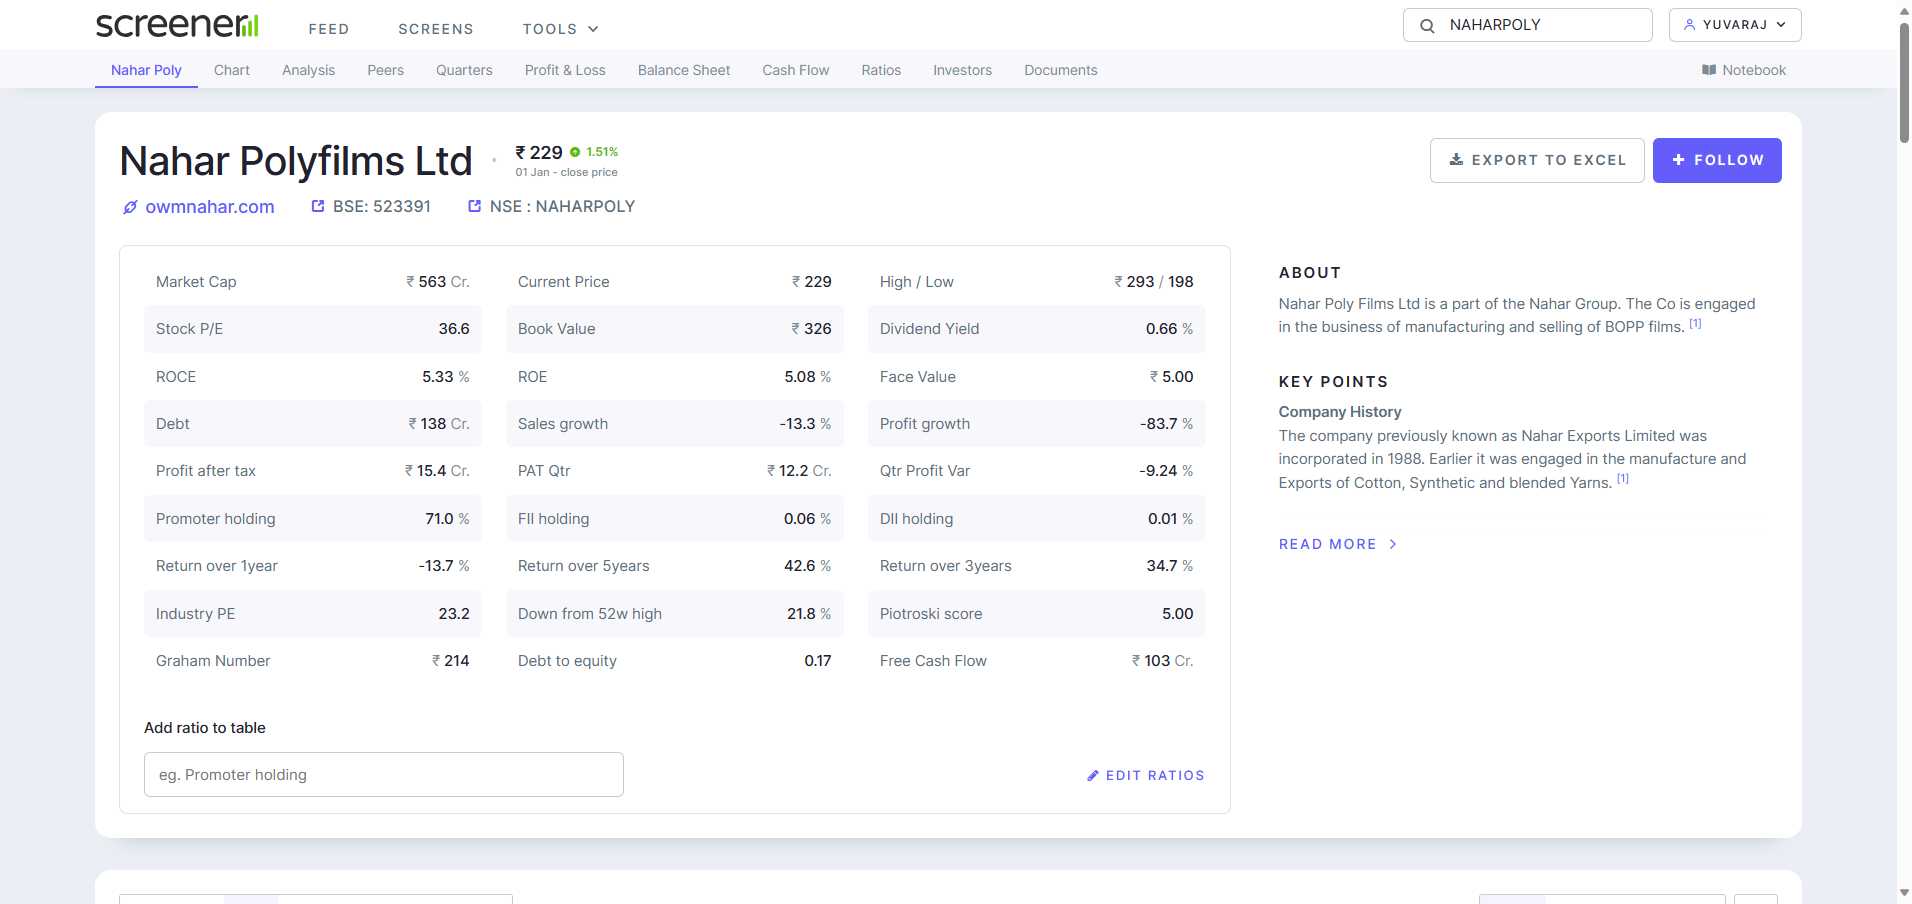 screener
FEED
SCREENS
TOOLS
NAHARPOLY
YUVARAJ
Nahar Poly
Chart
Analysis
Peers
Quarters
Profit & Loss
Balance Sheet
Cash Flow
Ratios
Investors
Documents
Notebook
Nahar Polyfilms Ltd
₹ 229 1.51%
01 Jan - close price
EXPORT TO EXCEL
FOLLOW
owmnahar.com
BSE: 523391
NSE : NAHARPOLY
Market Cap ₹ 563 Cr.
Current Price ₹ 229
High / Low ₹ 293 / 198
Stock P/E 36.6
Book Value ₹ 326
Dividend Yield 0.66 %
ROCE 5.33 %
ROE 5.08 %
Face Value ₹ 5.00
Debt ₹ 138 Cr.
Sales growth -13.3 %
Profit growth -83.7 %
Profit after tax ₹ 15.4 Cr.
PAT Qtr ₹ 12.2 Cr.
Qtr Profit Var -9.24 %
Promoter holding 71.0 %
FII holding 0.06 %
DII holding 0.01 %
Return over 1year -13.7 %
Return over 5years 42.6 %
Return over 3years 34.7 %
Industry PE 23.2
Down from 52w high 21.8 %
Piotroski score 5.00
Graham Number ₹ 214
Debt to equity 0.17
Free Cash Flow ₹ 103 Cr.
Add ratio to table
eg. Promoter holding
EDIT RATIOS
ABOUT
Nahar Poly Films Ltd is a part of the Nahar Group. The Co is engaged
in the business of manufacturing and selling of BOPP films. [1]
KEY POINTS
Company History
The company previously known as Nahar Exports Limited was
incorporated in 1988. Earlier it was engaged in the manufacture and
Exports of Cotton, Synthetic and blended Yarns. [1]
READ MORE